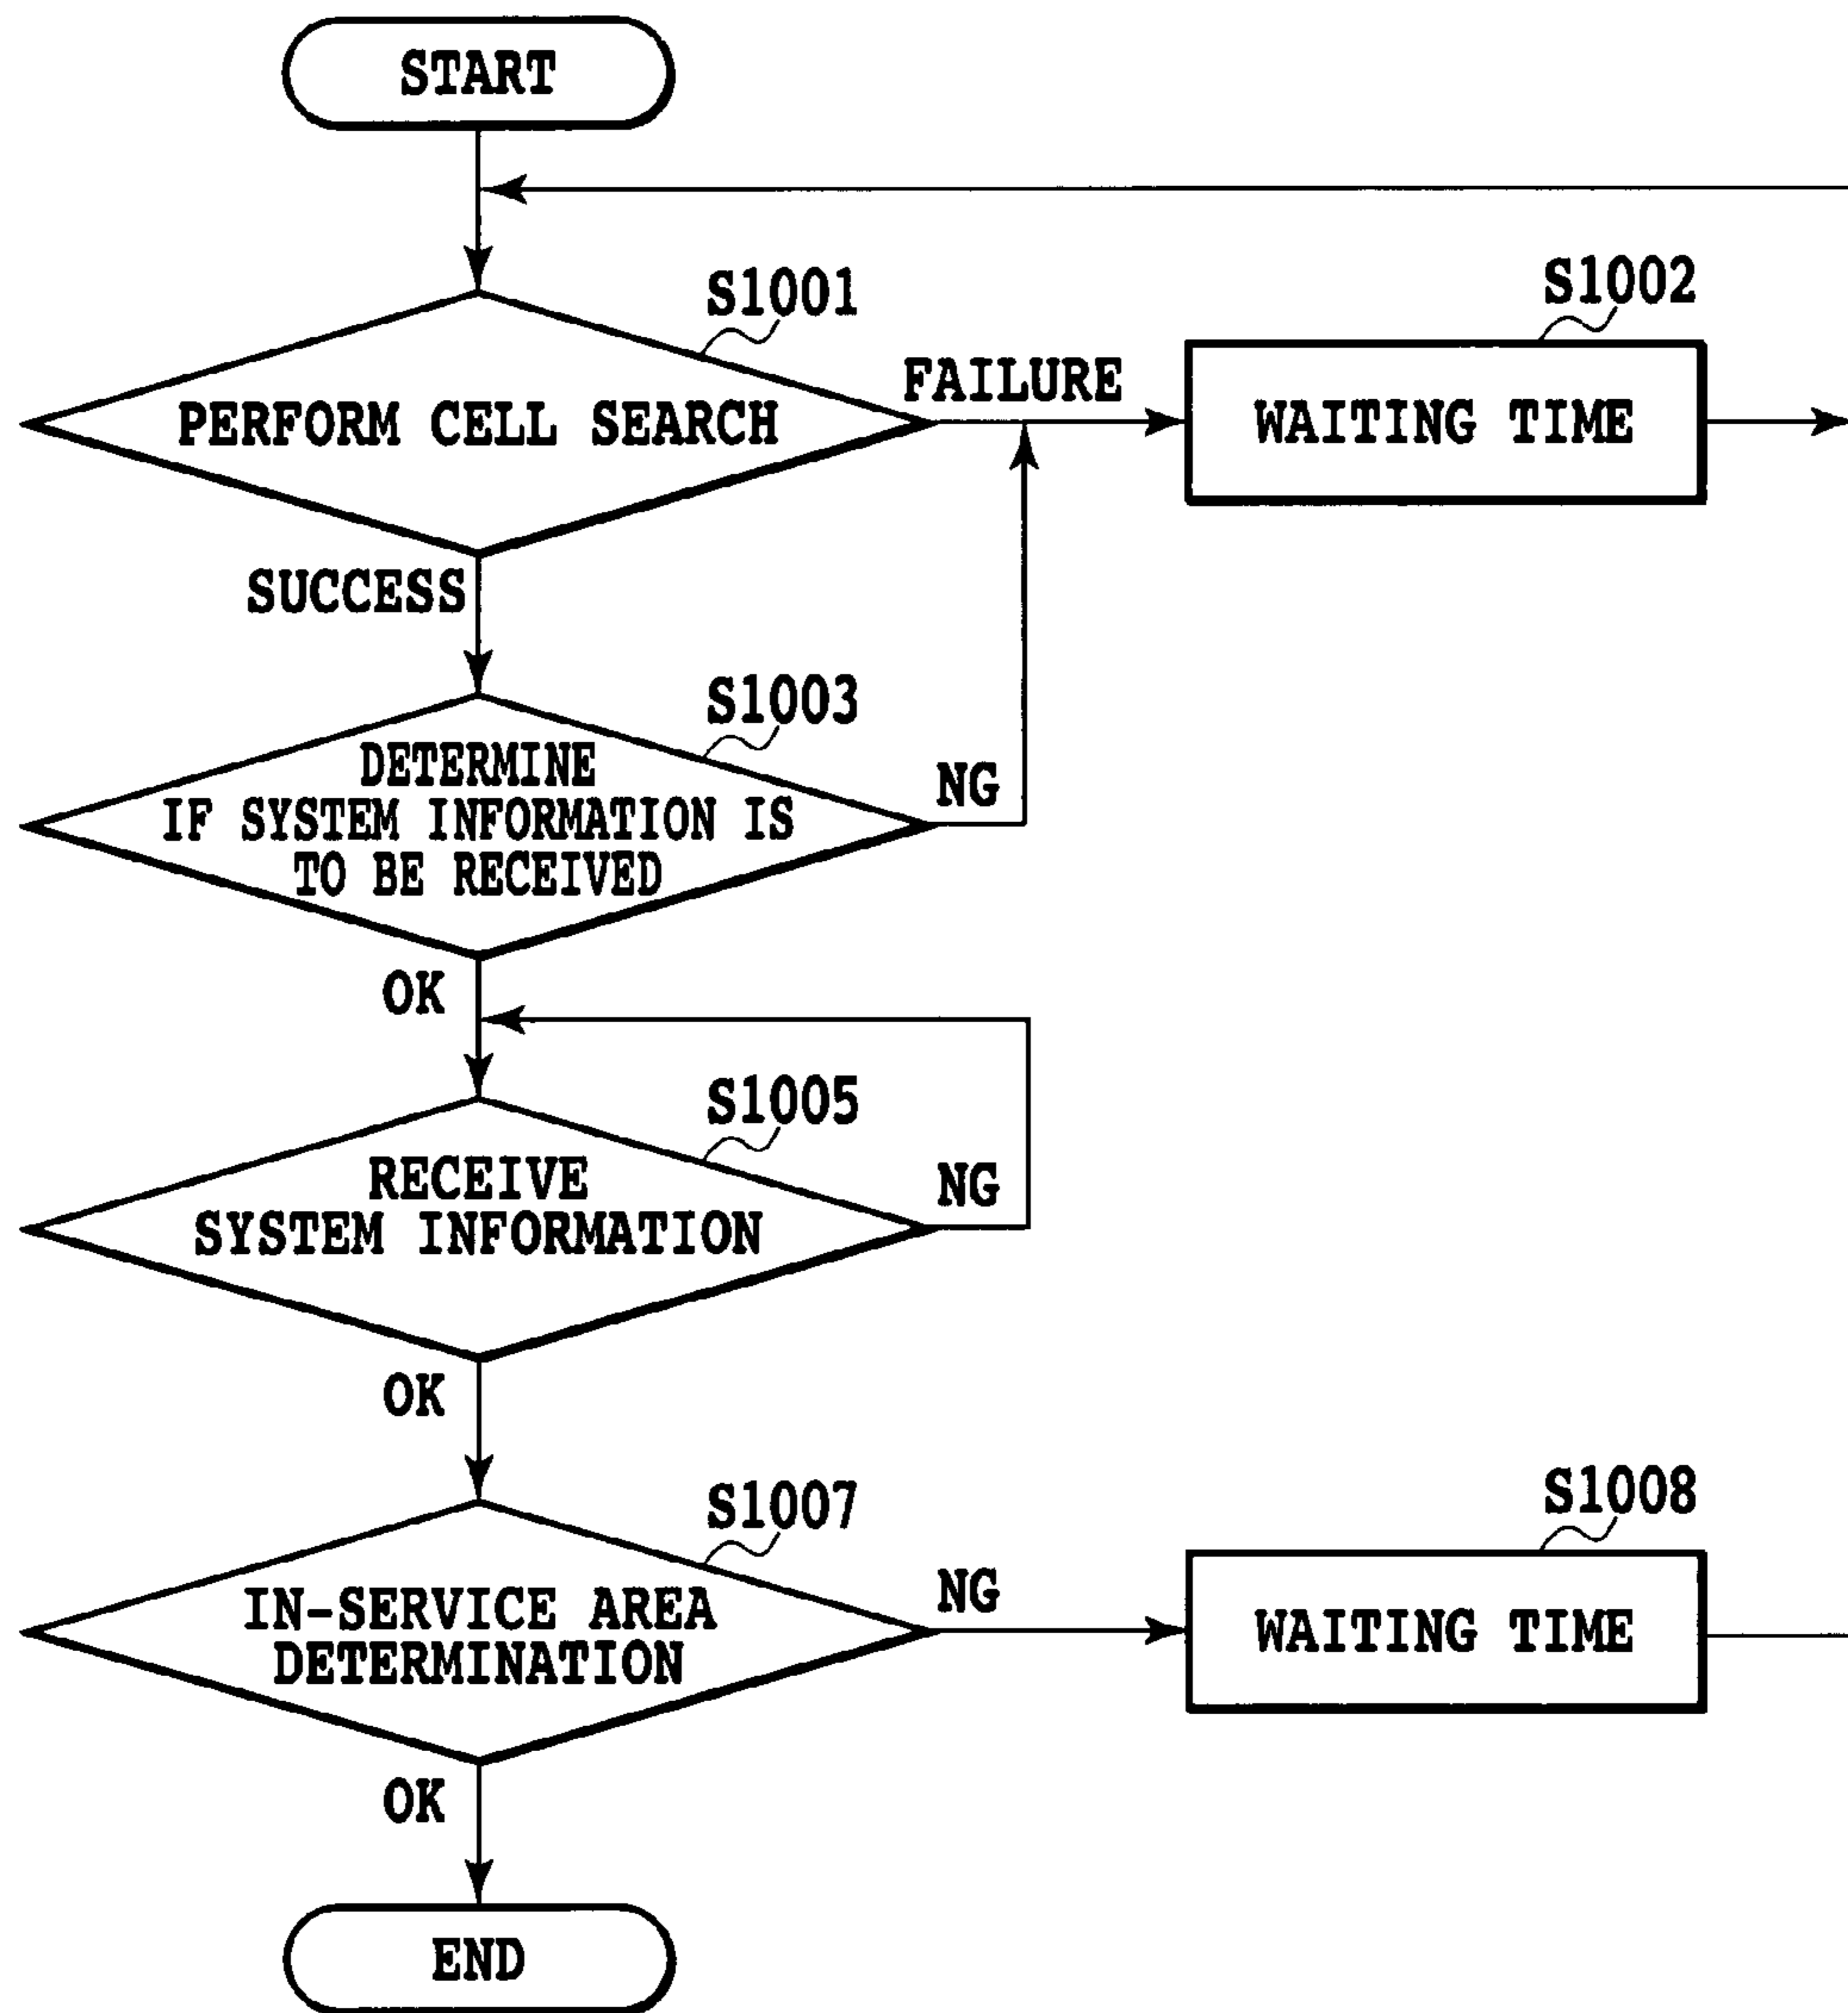 START
S1001
PERFORM CELL SEARCH
FAILURE
S1002
WAITING TIME
SUCCESS
S1003
DETERMINE
IF SYSTEM INFORMATION IS
TO BE RECEIVED
NG
OK
S1005
RECEIVE
SYSTEM INFORMATION
NG
OK
S1007
IN-SERVICE AREA
DETERMINATION
NG
S1008
WAITING TIME
OK
END